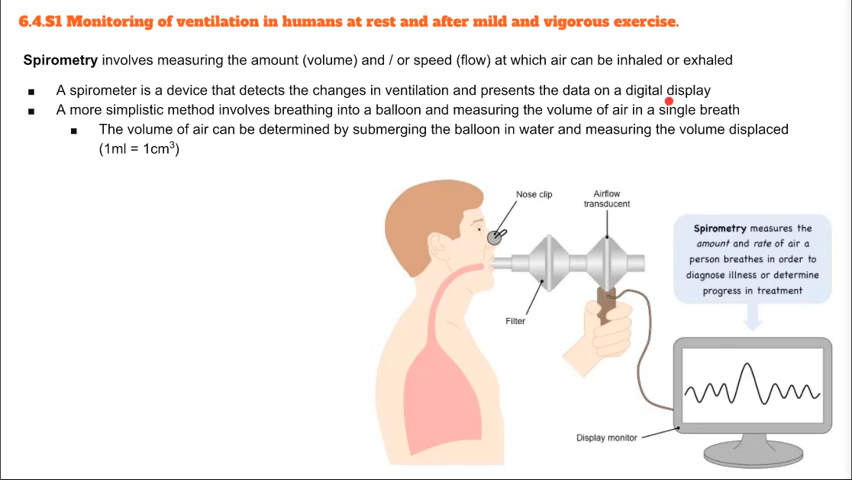 6.4.S1 Monitoring of ventilation in humans at rest and after mild and vigorous exercise.
Spirometry involves measuring the amount (volume) and / or speed (flow) at which air can be inhaled or exhaled
▪ A spirometer is a device that detects the changes in ventilation and presents the data on a digital display
▪ A more simplistic method involves breathing into a balloon and measuring the volume of air in a single breath
▪ The volume of air can be determined by submerging the balloon in water and measuring the volume displaced
(1ml = 1cm³)
Nose clip
Airflow
transducent
Filter
Spirometry measures the
amount and rate of air a
person breathes in order to
diagnose illness or determine
progress in treatment
Display monitor